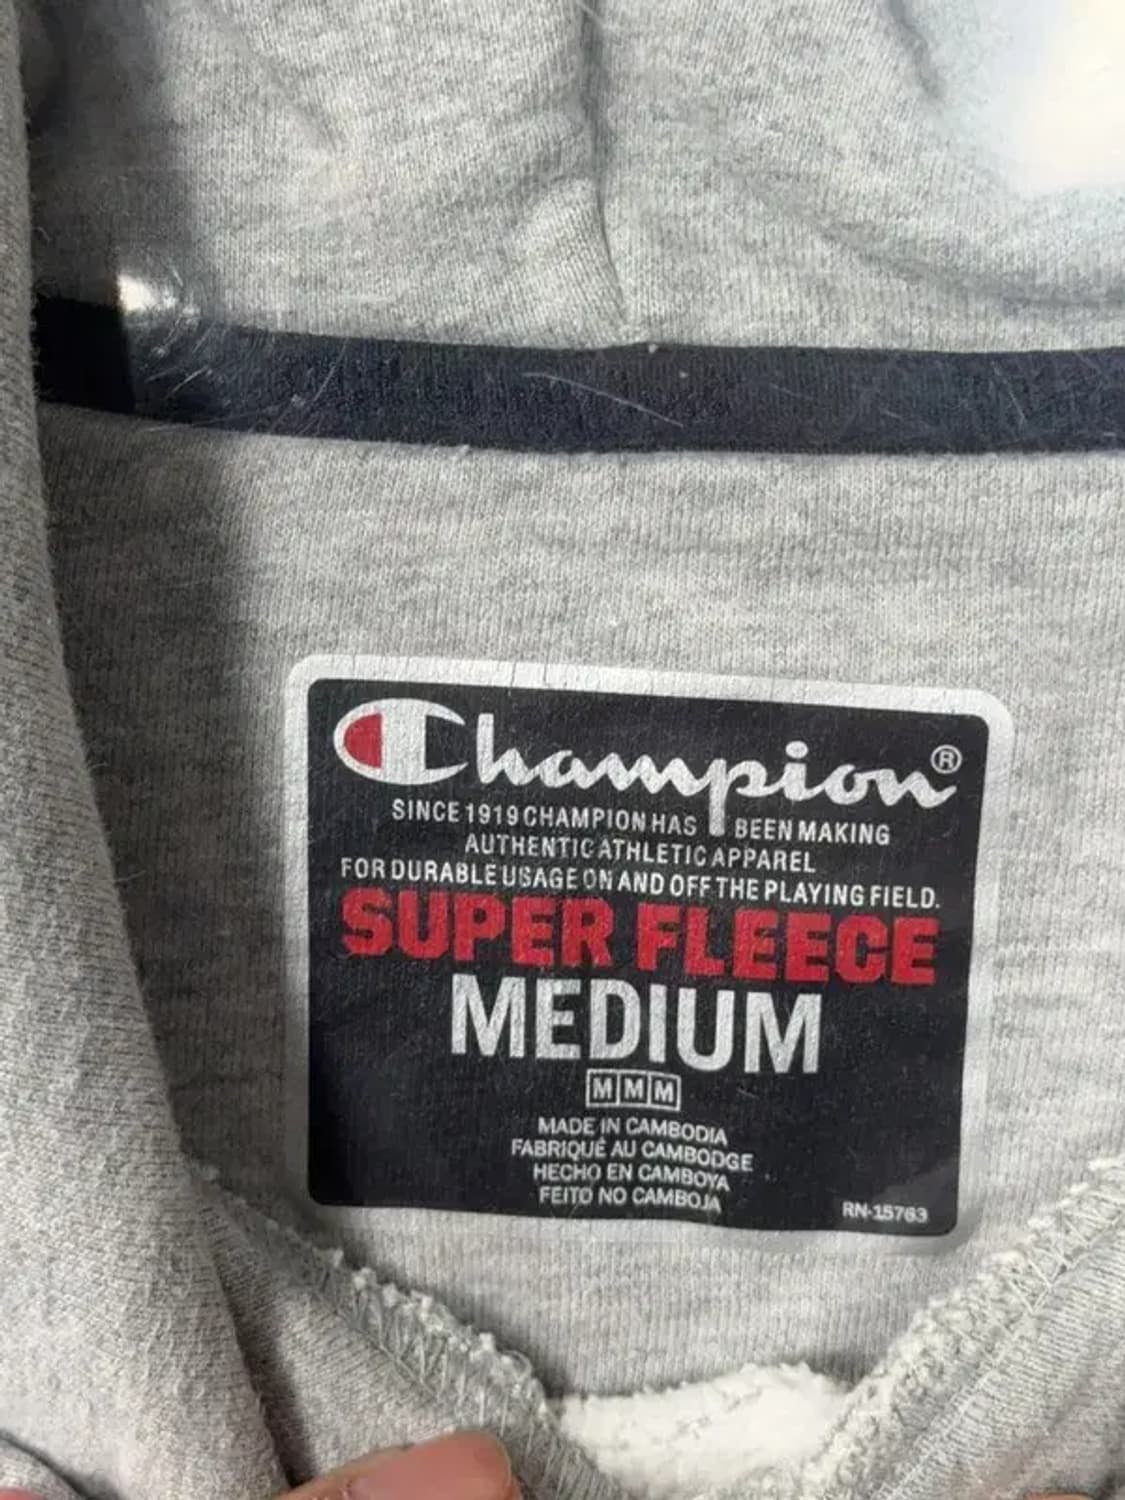 Champion®
SINCE 1919 CHAMPION HAS BEEN MAKING
AUTHENTIC ATHLETIC APPAREL
FOR DURABLE USAGE ON AND OFF THE PLAYING FIELD.
SUPER FLEECE
MEDIUM
M M M
MADE IN CAMBODIA
FABRIQUÉ AU CAMBODGE
HECHO EN CAMBOYA
FEITO NO CAMBOJA
RN-15763